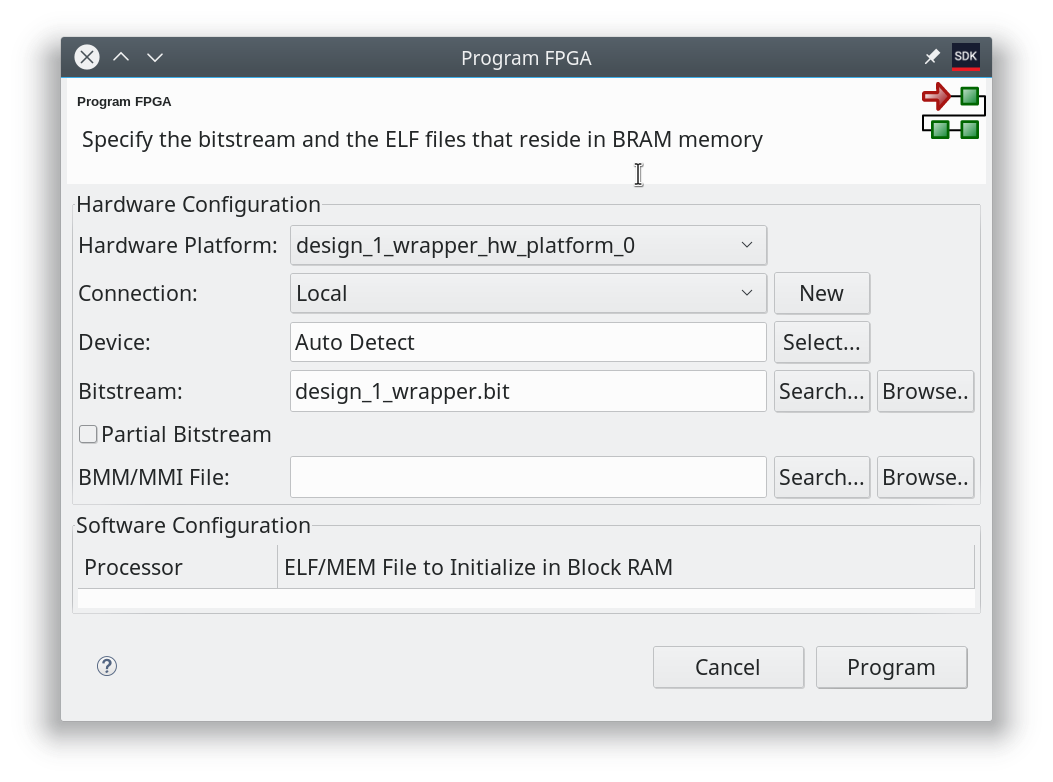 Program FPGA
SDK
Program FPGA
Specify the bitstream and the ELF files that reside in BRAM memory
Hardware Configuration
Hardware Platform: design_1_wrapper_hw_platform_0
Connection: Local New
Device: Auto Detect Select...
Bitstream: design_1_wrapper.bit Search... Browse..
Partial Bitstream
BMM/MMI File: Search... Browse..
Software Configuration
Processor ELF/MEM File to Initialize in Block RAM
? Cancel Program